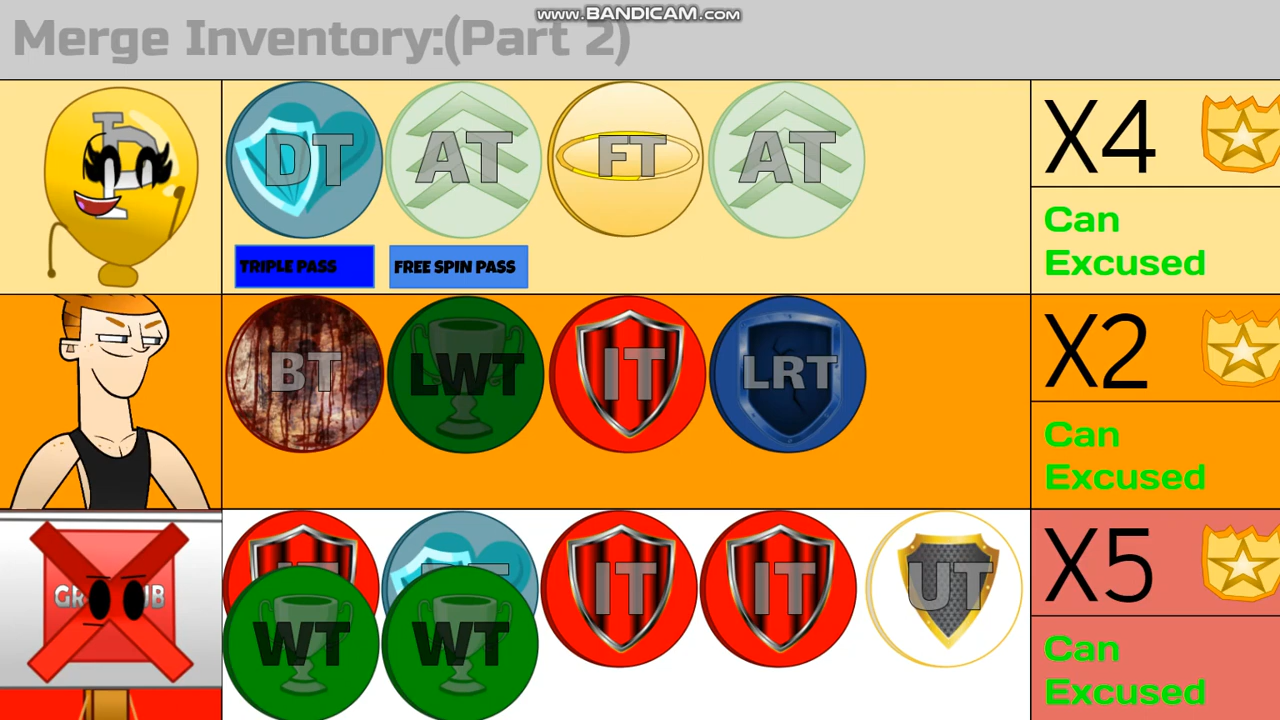 www.BANDICAM.com
Merge Inventory:(Part 2)
DT AT FT AT
X4
TRIPLE PASS FREE SPIN PASS
Can
Excused
BT LWT IT LRT
X2
Can
Excused
IT
IT IT UT
X5
WT WT
Can
Excused